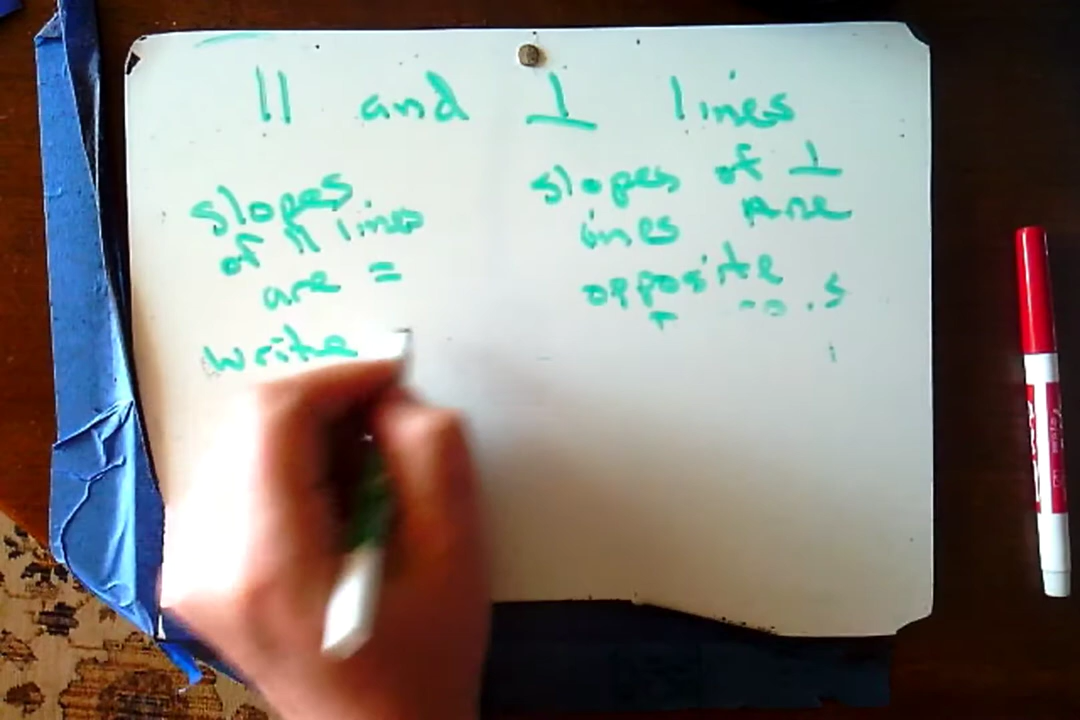 || and ⊥ lines
slopes
of || lines
are =
write
slopes of ⊥
lines are
opposite